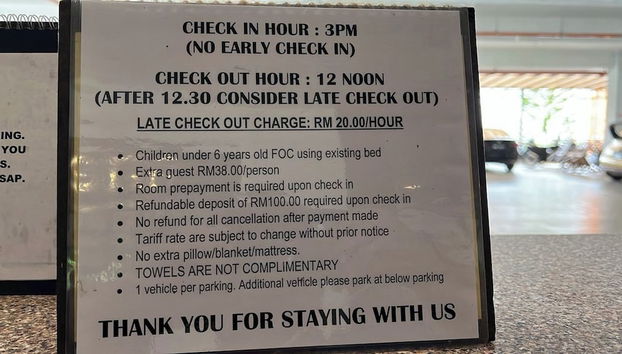 CHECK IN HOUR : 3PM
(NO EARLY CHECK IN)
CHECK OUT HOUR : 12 NOON
(AFTER 12.30 CONSIDER LATE CHECK OUT)
LATE CHECK OUT CHARGE: RM 20.00/HOUR
• Children under 6 years old FOC using existing bed
• Extra guest RM38.00/person
• Room prepayment is required upon check in
• Refundable deposit of RM100.00 required upon check in
• No refund for all cancellation after payment made
• Tariff rate are subject to change without prior notice
• No extra pillow/blanket/mattress.
• TOWELS ARE NOT COMPLIMENTARY
• 1 vehicle per parking. Additional vehicle please park at below parking
THANK YOU FOR STAYING WITH US
ING.
YOU
S.
SAP.